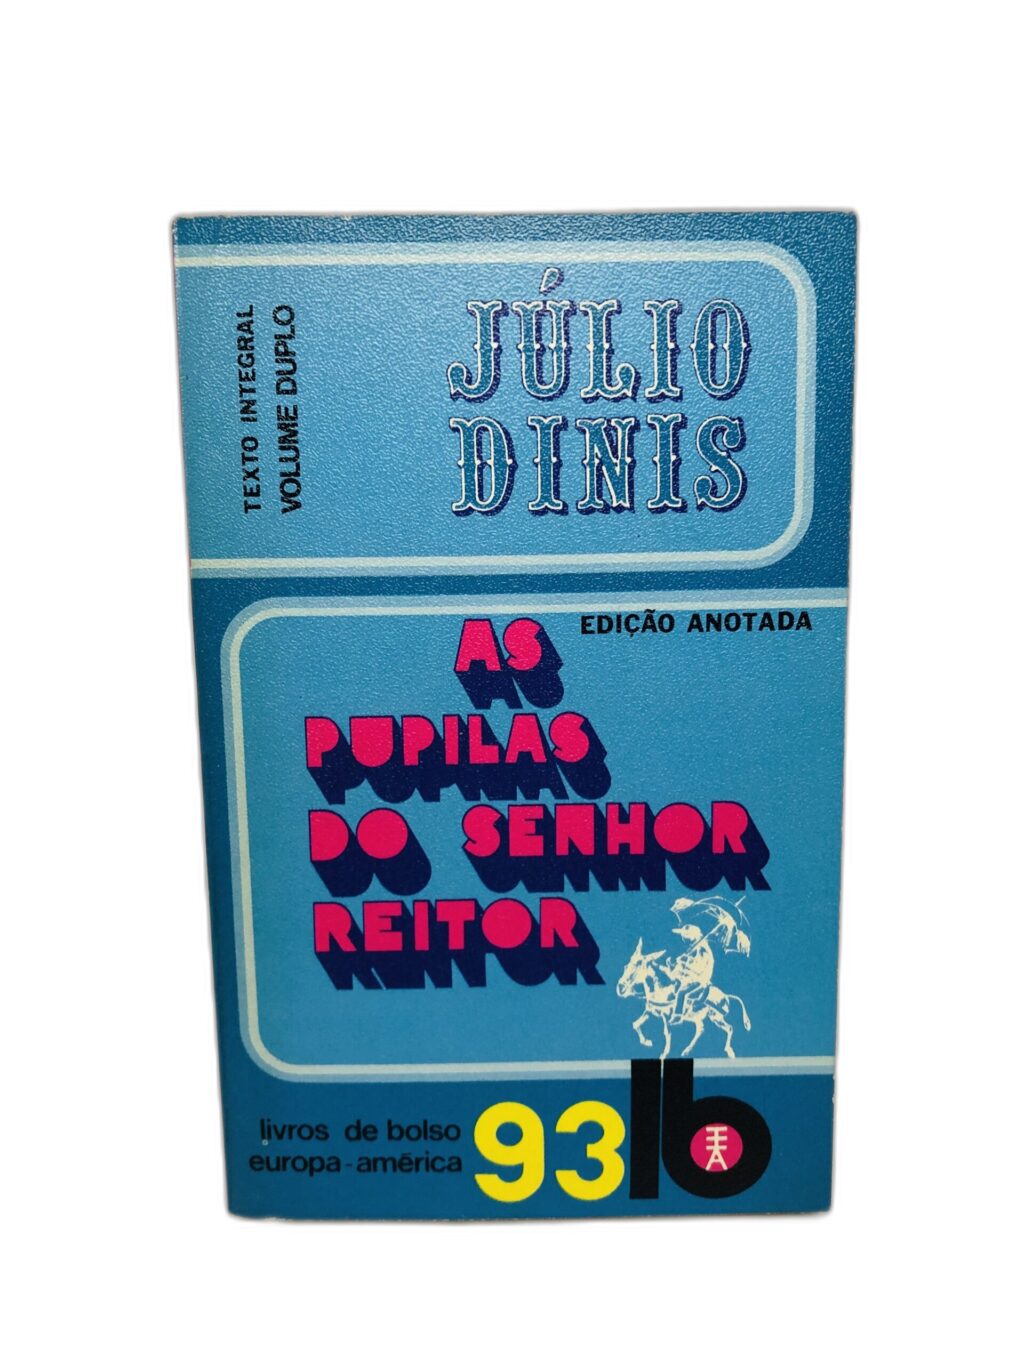 TEXTO INTEGRAL
VOLUME DUPLO
JÚLIO
DINIS
EDIÇÃO ANOTADA
AS
PUPILAS
DO SENHOR
REITOR
livros de bolso
europa-américa
93
lb
EA